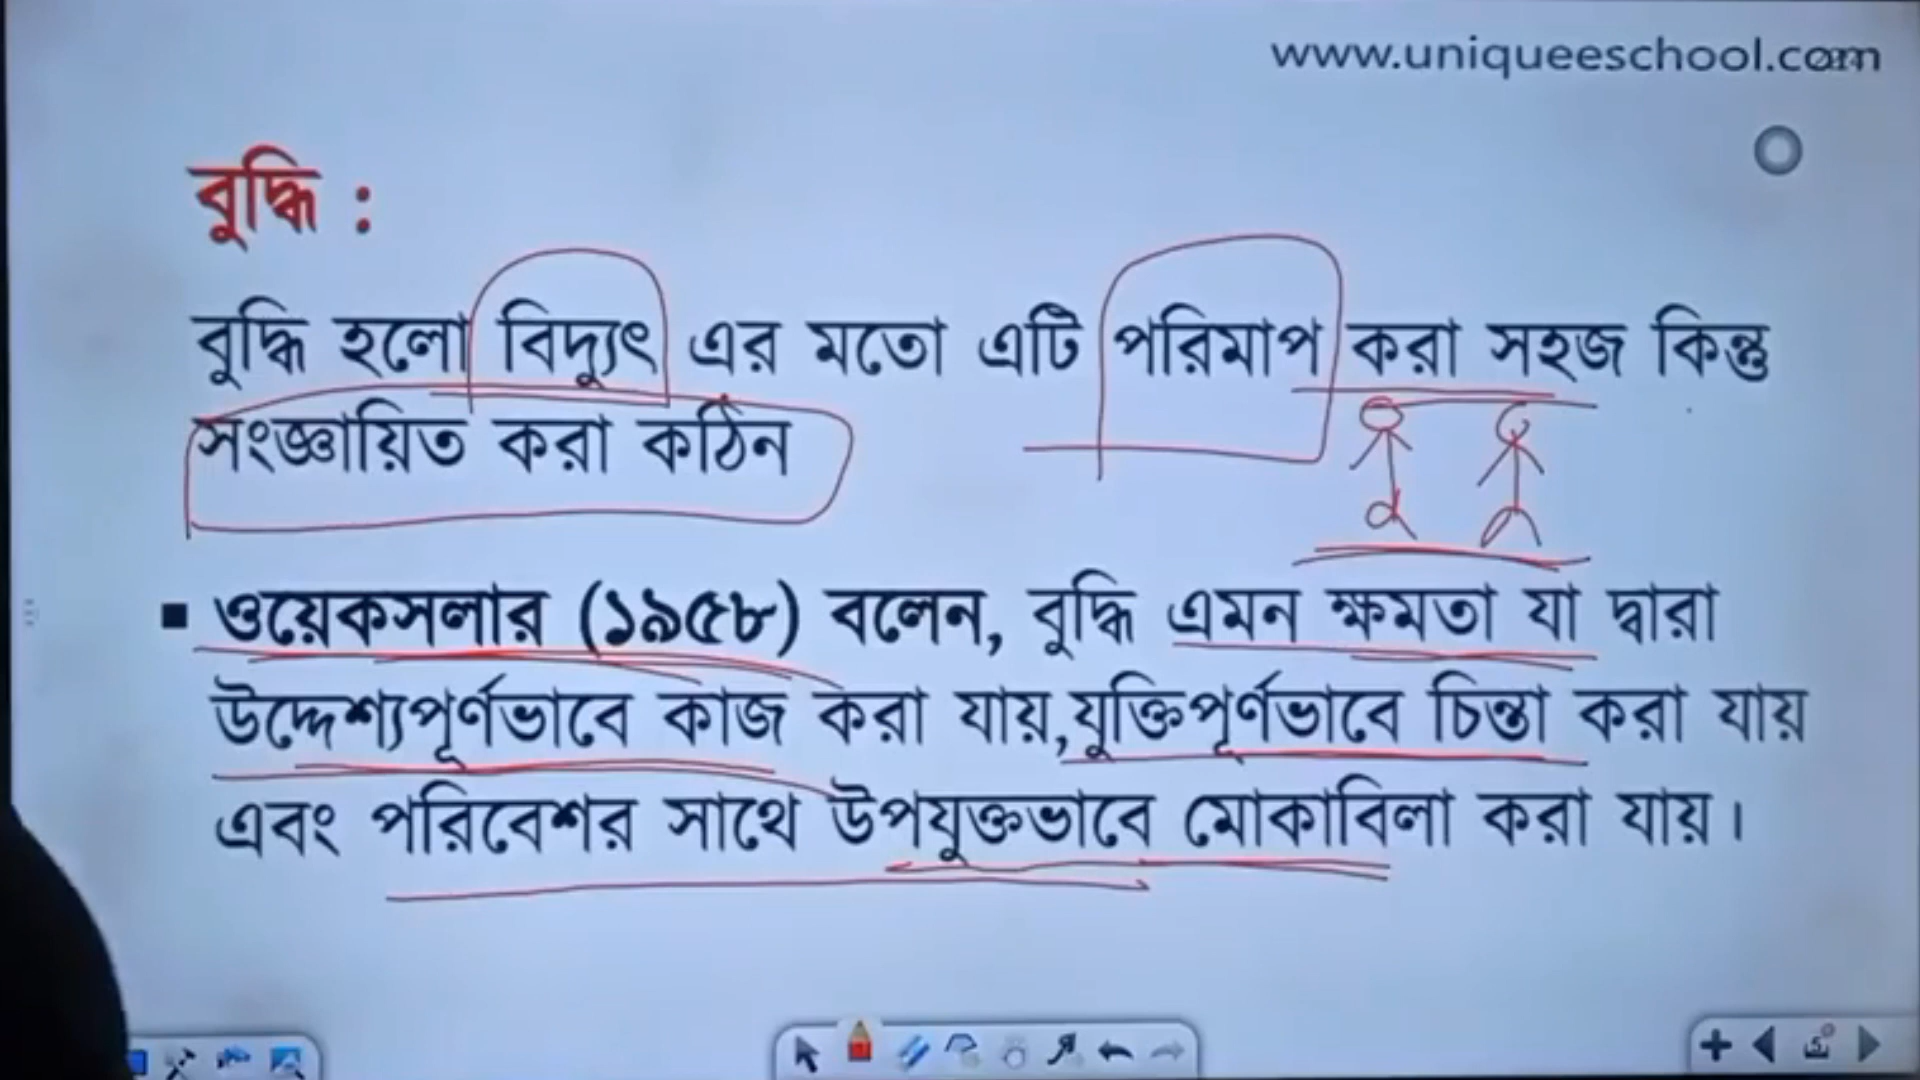 www.uniqueeschool.com
বুদ্ধি :
বুদ্ধি হলো বিদ্যুৎ এর মতো এটি পরিমাপ করা সহজ কিন্তু
সংজ্ঞায়িত করা কঠিন
▪ ওয়েকসলার (১৯৫৮) বলেন, বুদ্ধি এমন ক্ষমতা যা দ্বারা
উদ্দেশ্যপূর্ণভাবে কাজ করা যায়,যুক্তিপূর্ণভাবে চিন্তা করা যায়
এবং পরিবেশর সাথে উপযুক্তভাবে মোকাবিলা করা যায়।